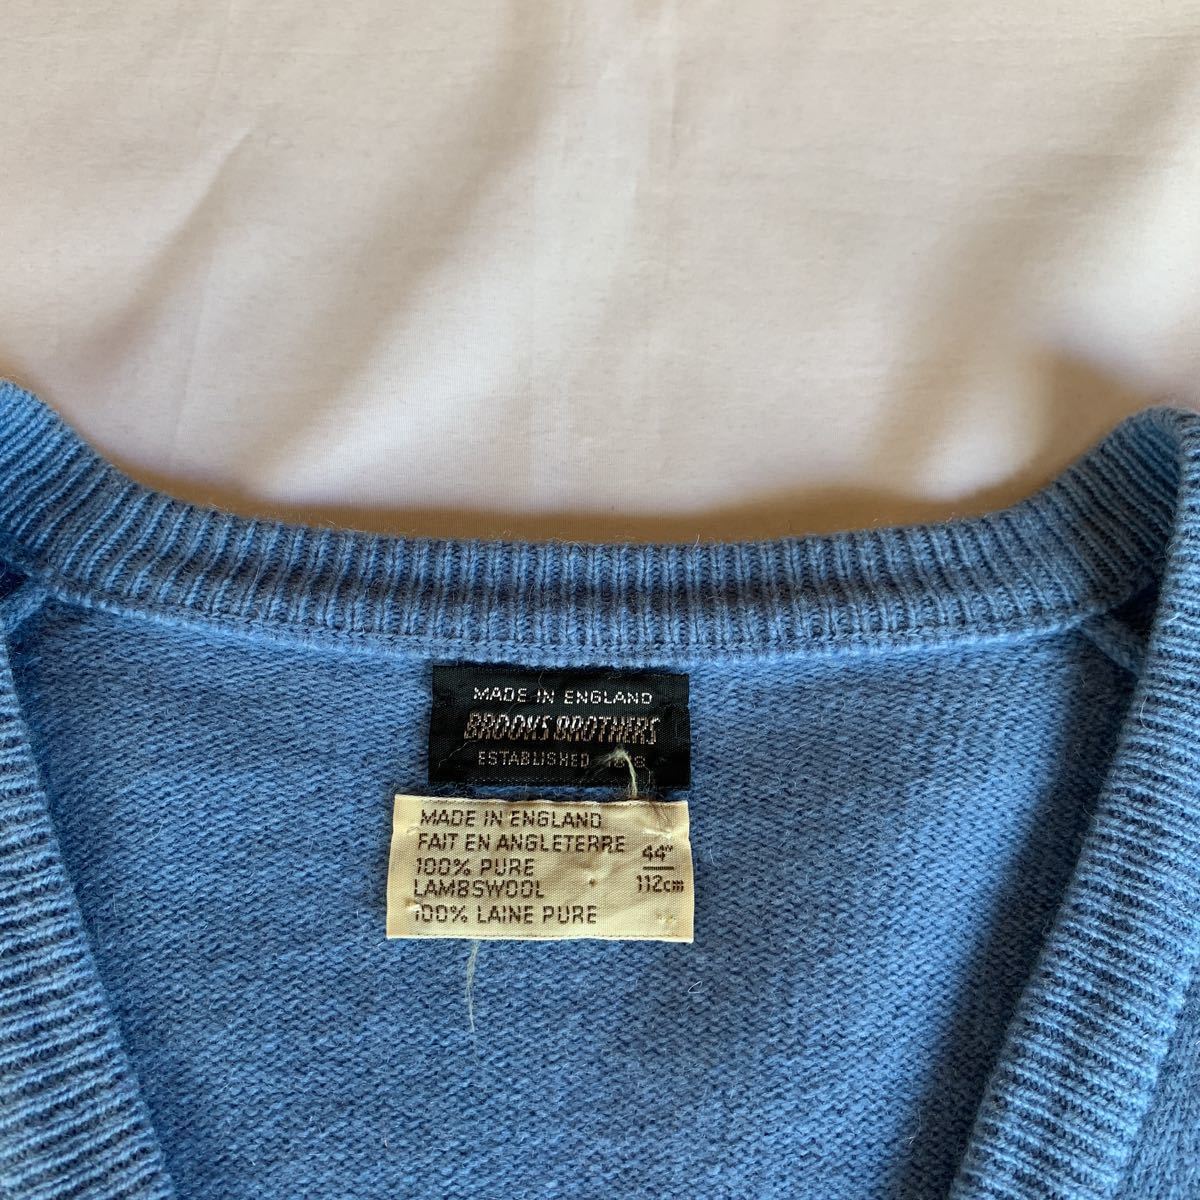 MADE IN ENGLAND
BROOKS BROTHERS
ESTABLISHED
MADE IN ENGLAND
FAIT EN ANGLETERRE
100% PURE
LAMBSWOOL
100% LAINE PURE
44"
112cm